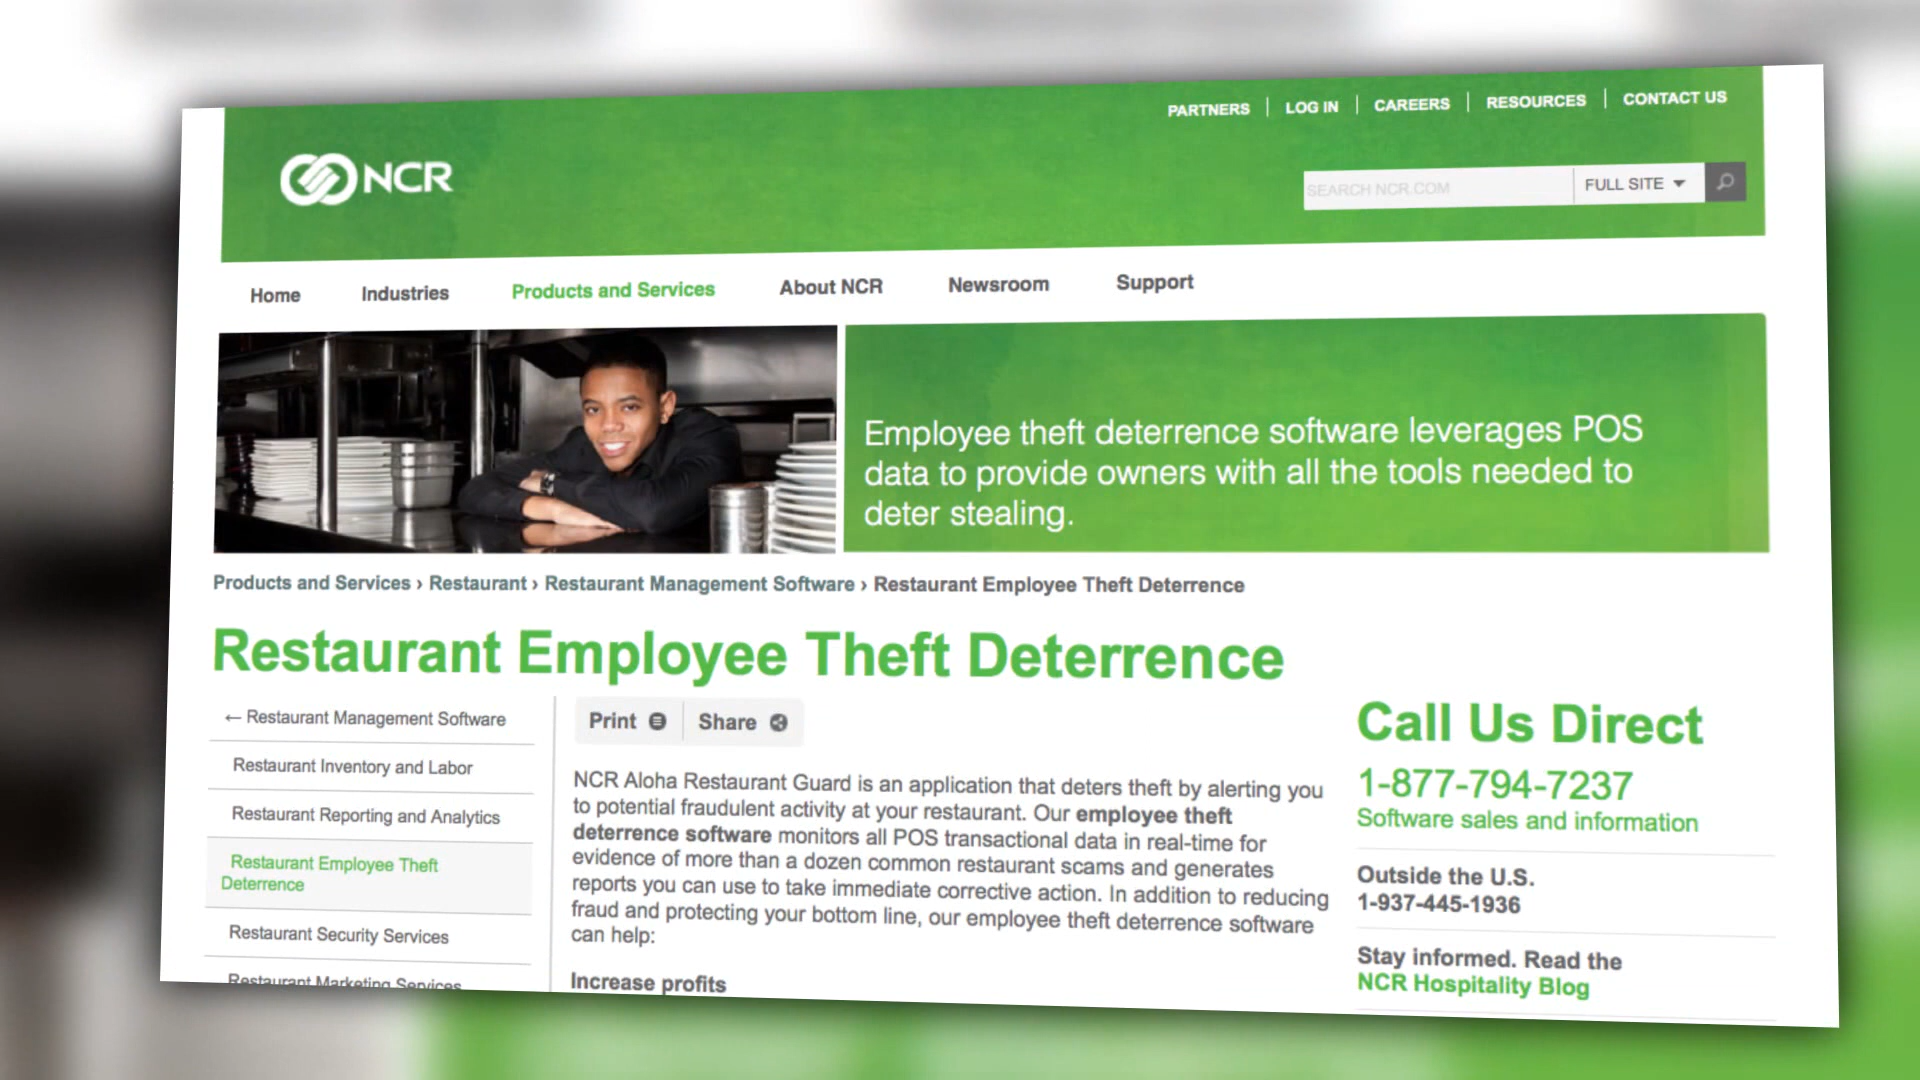 PARTNERS | LOG IN | CAREERS | RESOURCES | CONTACT US
NCR
SEARCH NCR.COM
FULL SITE
Home
Industries
Products and Services
About NCR
Newsroom
Support
Employee theft deterrence software leverages POS
data to provide owners with all the tools needed to
deter stealing.
Products and Services › Restaurant › Restaurant Management Software › Restaurant Employee Theft Deterrence
Restaurant Employee Theft Deterrence
← Restaurant Management Software
Restaurant Inventory and Labor
Restaurant Reporting and Analytics
Restaurant Employee Theft
Deterrence
Restaurant Security Services
Restaurant Marketing Services
Print
Share
NCR Aloha Restaurant Guard is an application that deters theft by alerting you
to potential fraudulent activity at your restaurant. Our employee theft
deterrence software monitors all POS transactional data in real-time for
evidence of more than a dozen common restaurant scams and generates
reports you can use to take immediate corrective action. In addition to reducing
fraud and protecting your bottom line, our employee theft deterrence software
can help:
Increase profits
Call Us Direct
1-877-794-7237
Software sales and information
Outside the U.S.
1-937-445-1936
Stay informed. Read the
NCR Hospitality Blog